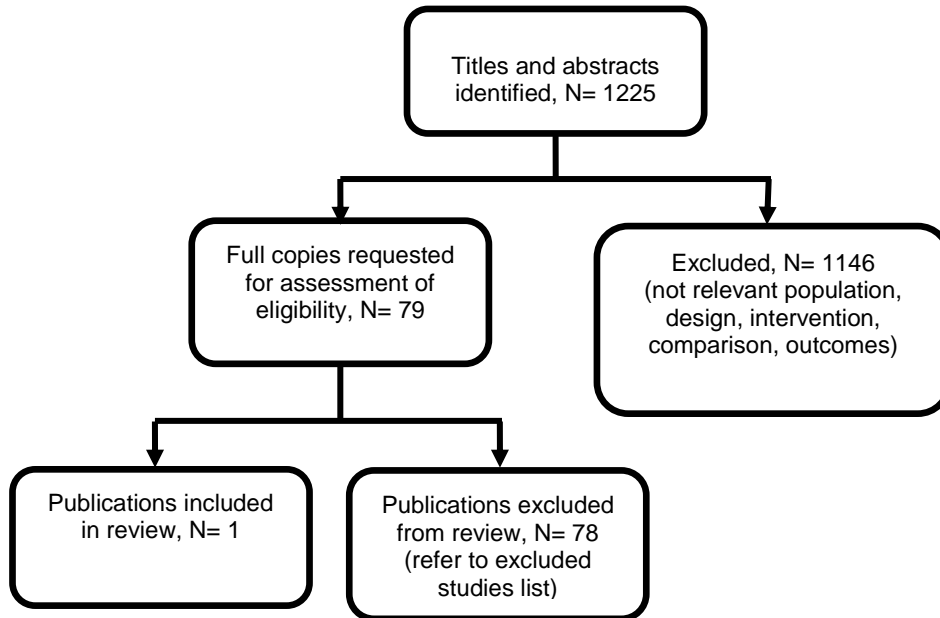 Titles and abstracts
identified, N= 1225
Full copies requested
for assessment of
eligibility, N= 79
Excluded, N= 1146
(not relevant population,
design, intervention,
comparison, outcomes)
Publications included
in review, N= 1
Publications excluded
from review, N= 78
(refer to excluded
studies list)